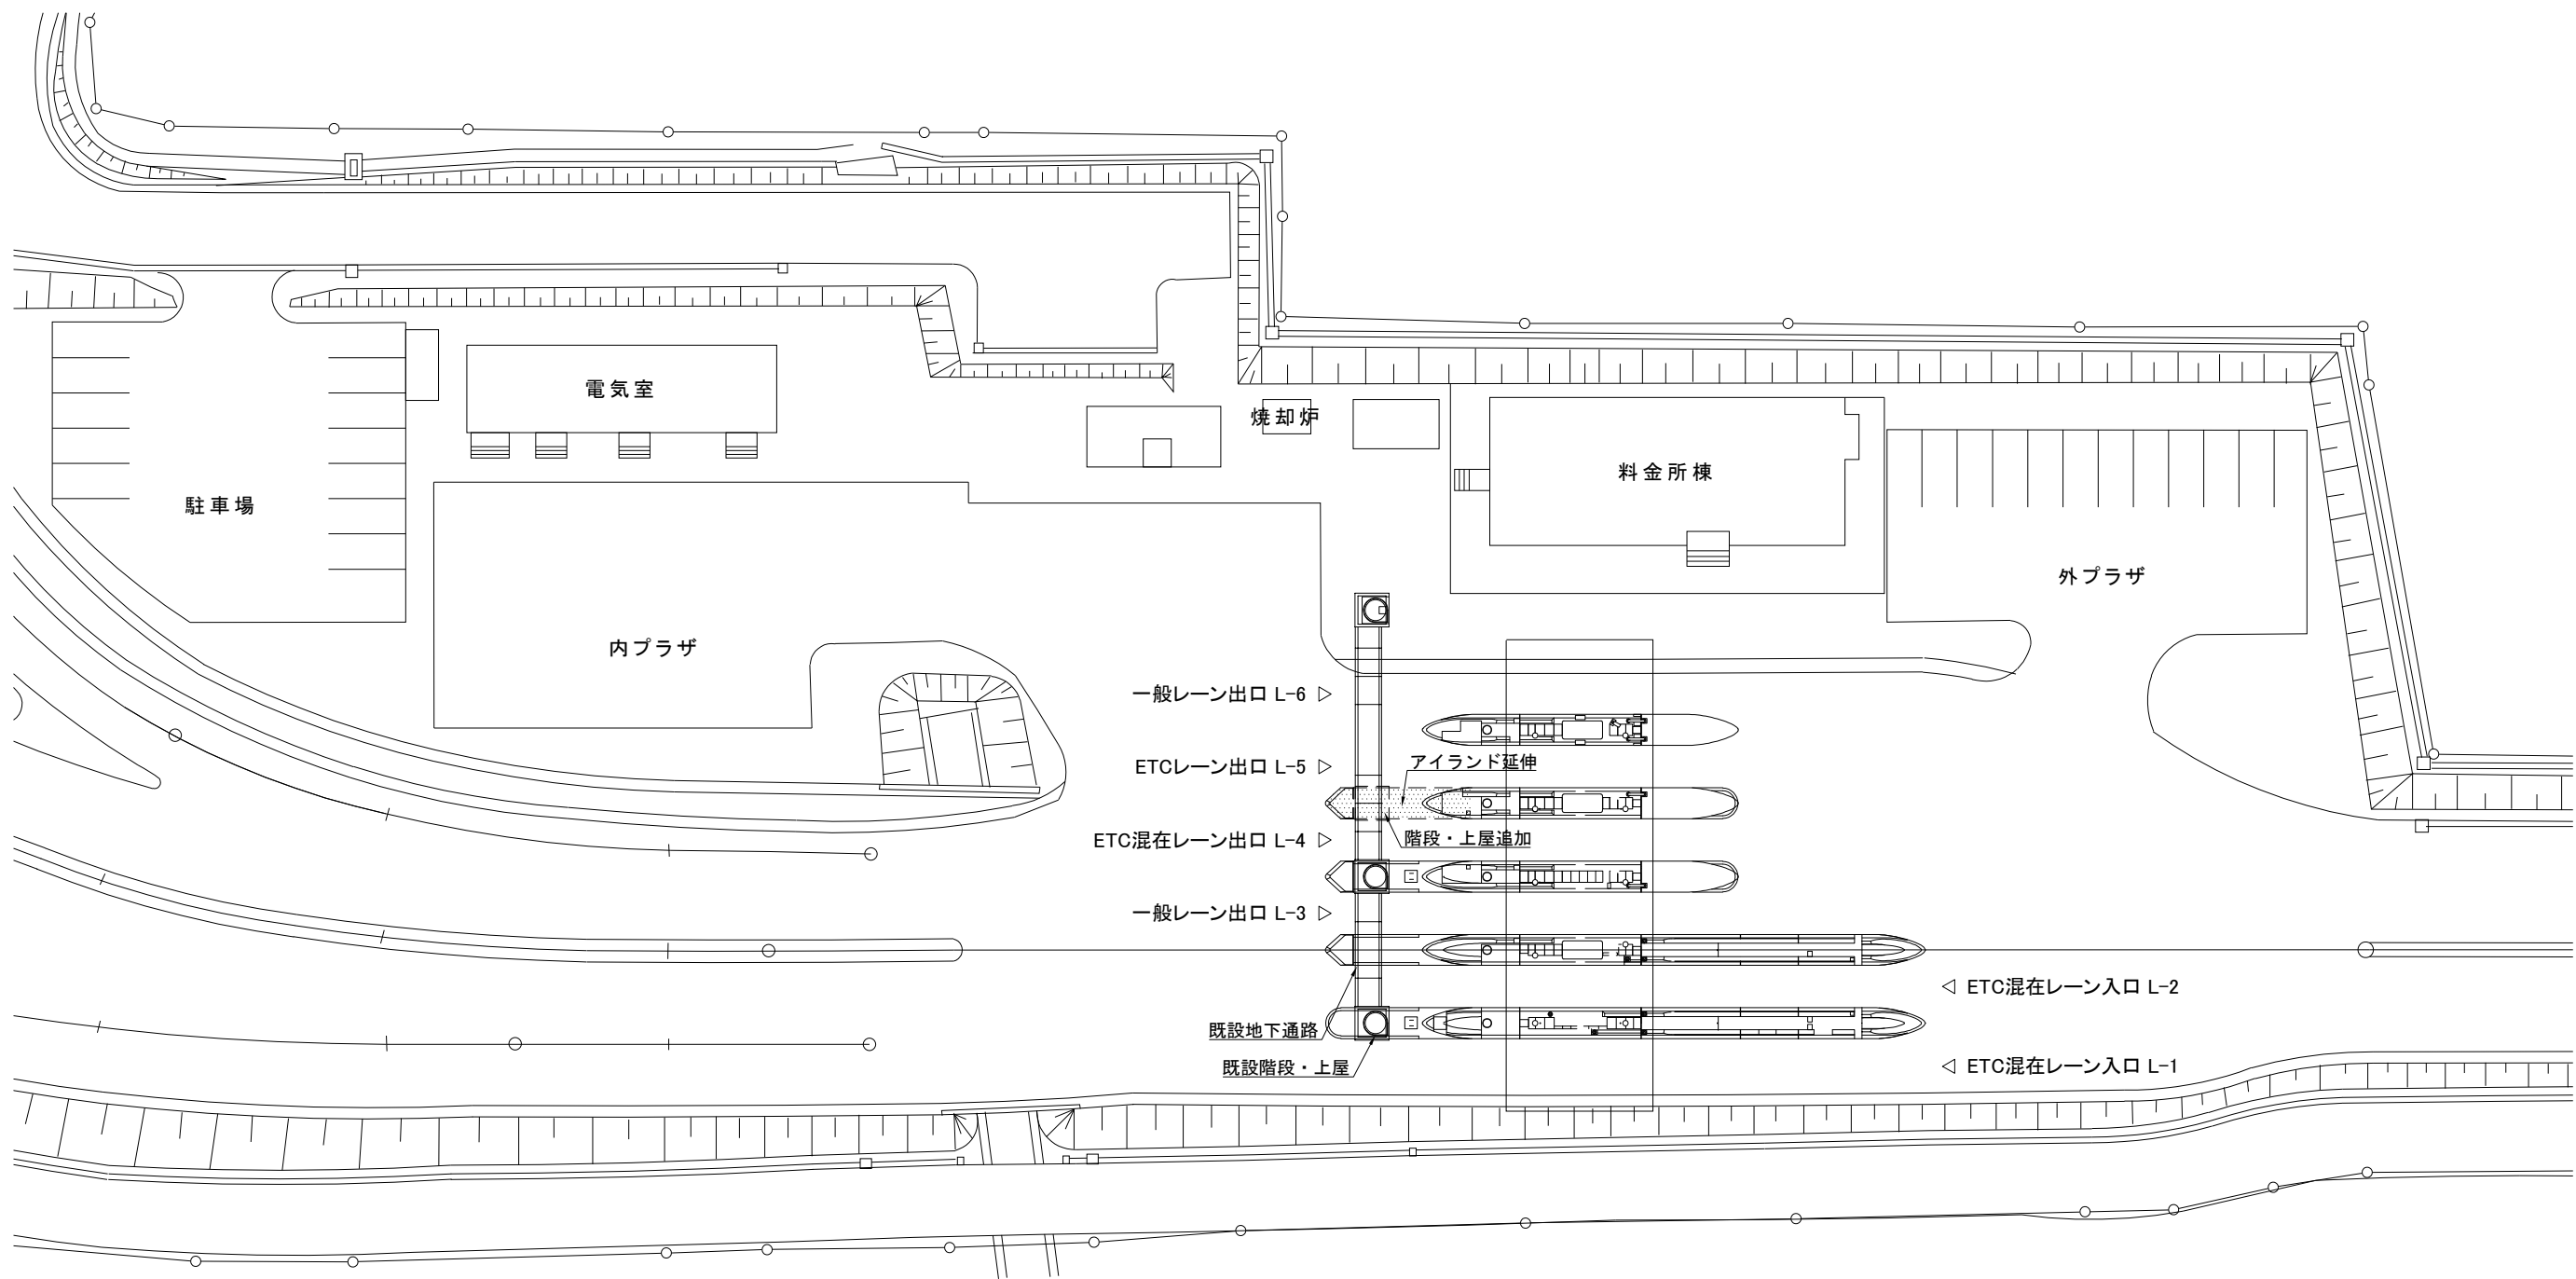 電気室
焼却炉
料金所棟
駐車場
外プラザ
内プラザ
一般レーン出口 L-6 ▷
アイランド延伸
ETCレーン出口 L-5 ▷
階段・上屋追加
ETC混在レーン出口 L-4 ▷
一般レーン出口 L-3 ▷
◁ ETC混在レーン入口 L-2
既設地下通路
既設階段・上屋
◁ ETC混在レーン入口 L-1